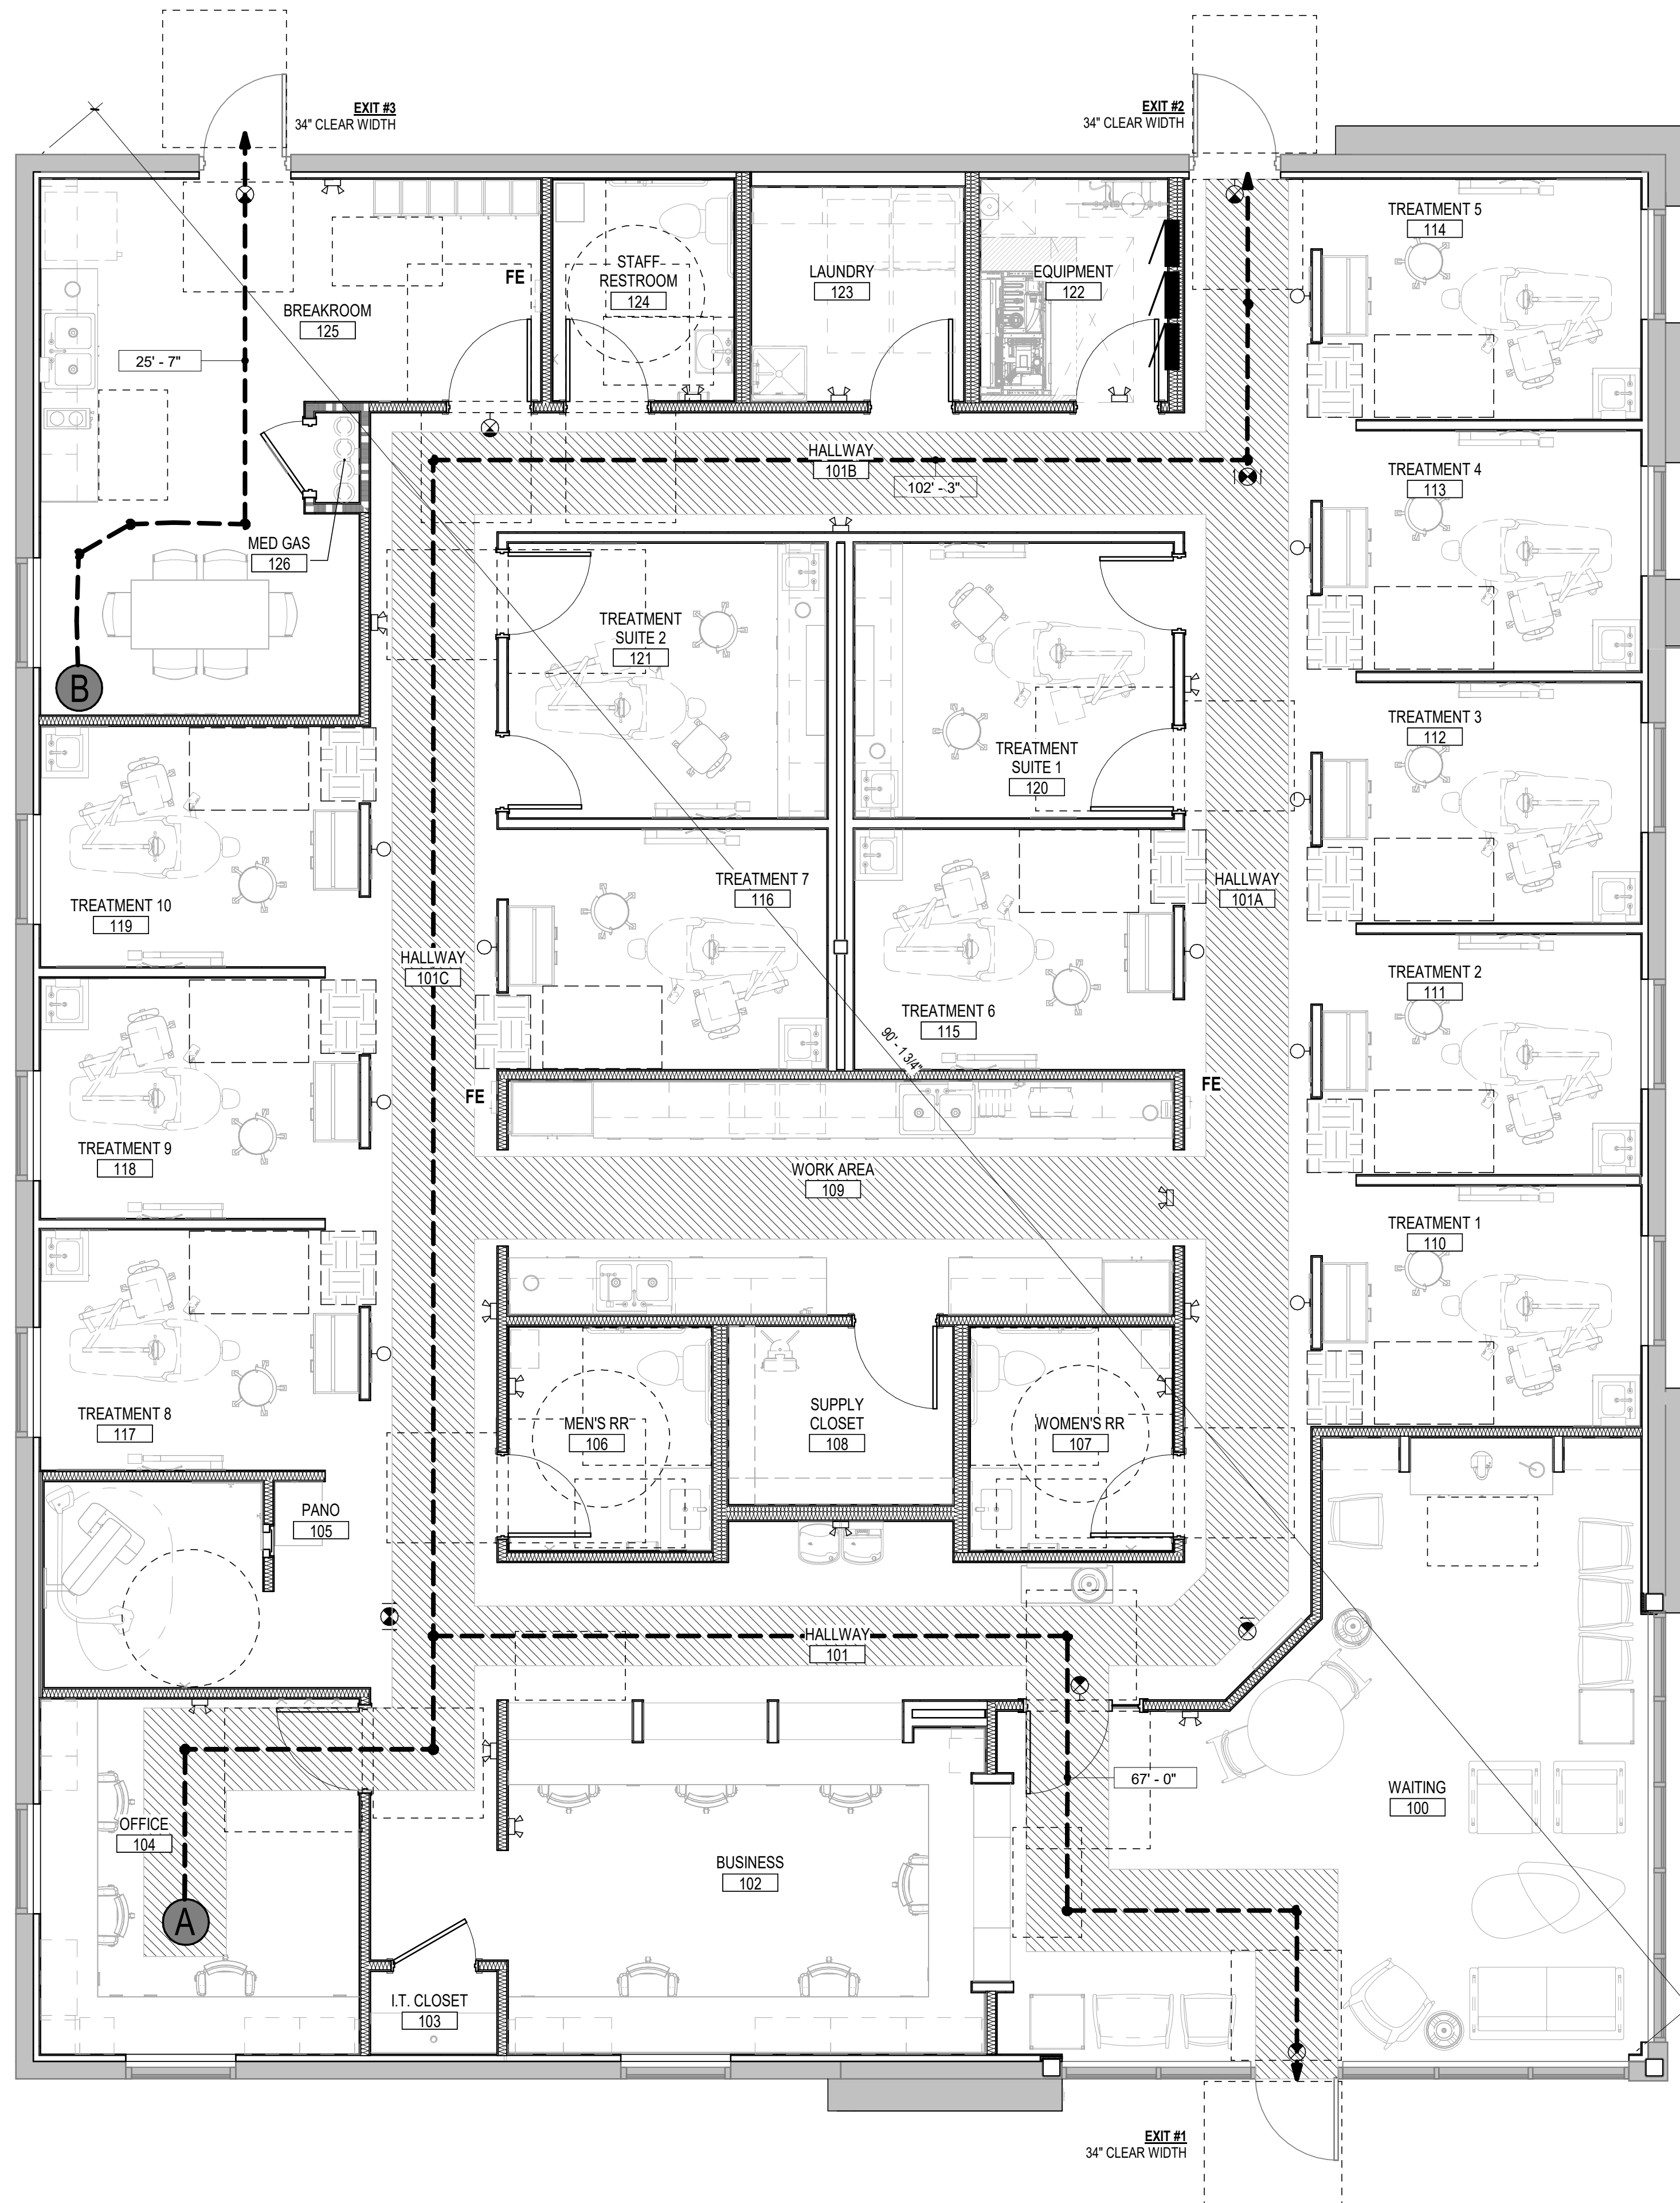 EXIT #3
34" CLEAR WIDTH
EXIT #2
34" CLEAR WIDTH
TREATMENT 5
114
STAFF
RESTROOM
124
LAUNDRY
123
EQUIPMENT
122
FE
BREAKROOM
125
25' - 7"
HALLWAY
101B
102' - 3"
TREATMENT 4
113
MED GAS
126
TREATMENT
SUITE 2
121
B
TREATMENT
SUITE 1
120
TREATMENT 3
112
TREATMENT 10
119
TREATMENT 7
116
HALLWAY
101A
HALLWAY
101C
TREATMENT 2
111
TREATMENT 6
115
90' - 1 3/4"
FE
FE
TREATMENT 9
118
WORK AREA
109
TREATMENT 1
110
TREATMENT 8
117
MEN'S RR
106
SUPPLY
CLOSET
108
WOMEN'S RR
107
PANO
105
HALLWAY
101
67' - 0"
WAITING
100
OFFICE
104
A
BUSINESS
102
I.T. CLOSET
103
EXIT #1
34" CLEAR WIDTH